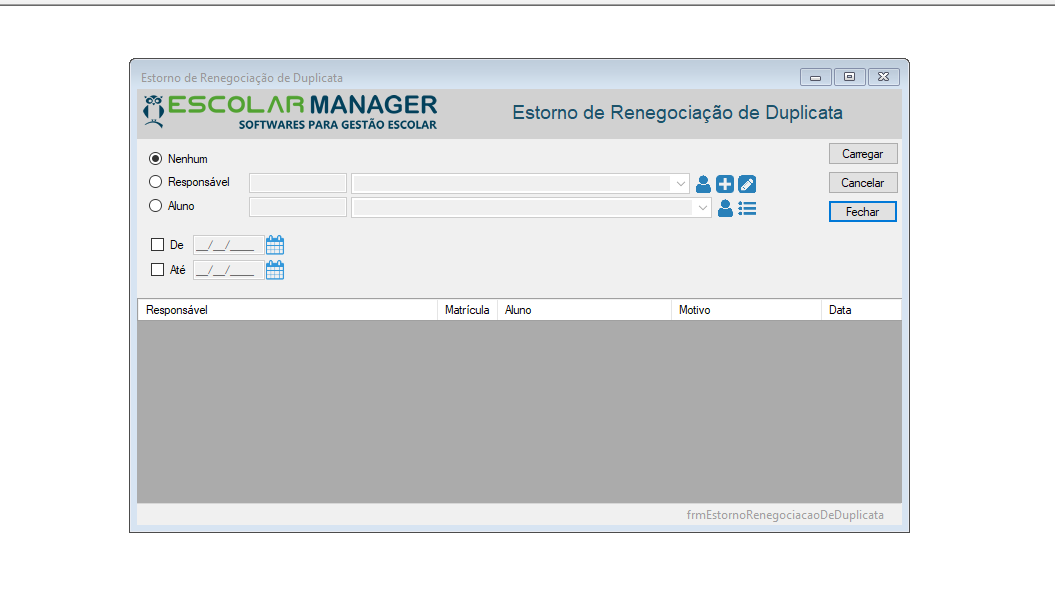 Estorno de Renegociação de Duplicata
ESCOLAR MANAGER
SOFTWARES PARA GESTÃO ESCOLAR
Estorno de Renegociação de Duplicata
Nenhum
Carregar
Responsável
Cancelar
Aluno
Fechar
De __/__/____
Até __/__/____
Responsável Matrícula Aluno Motivo Data
frmEstornoRenegociacaoDeDuplicata